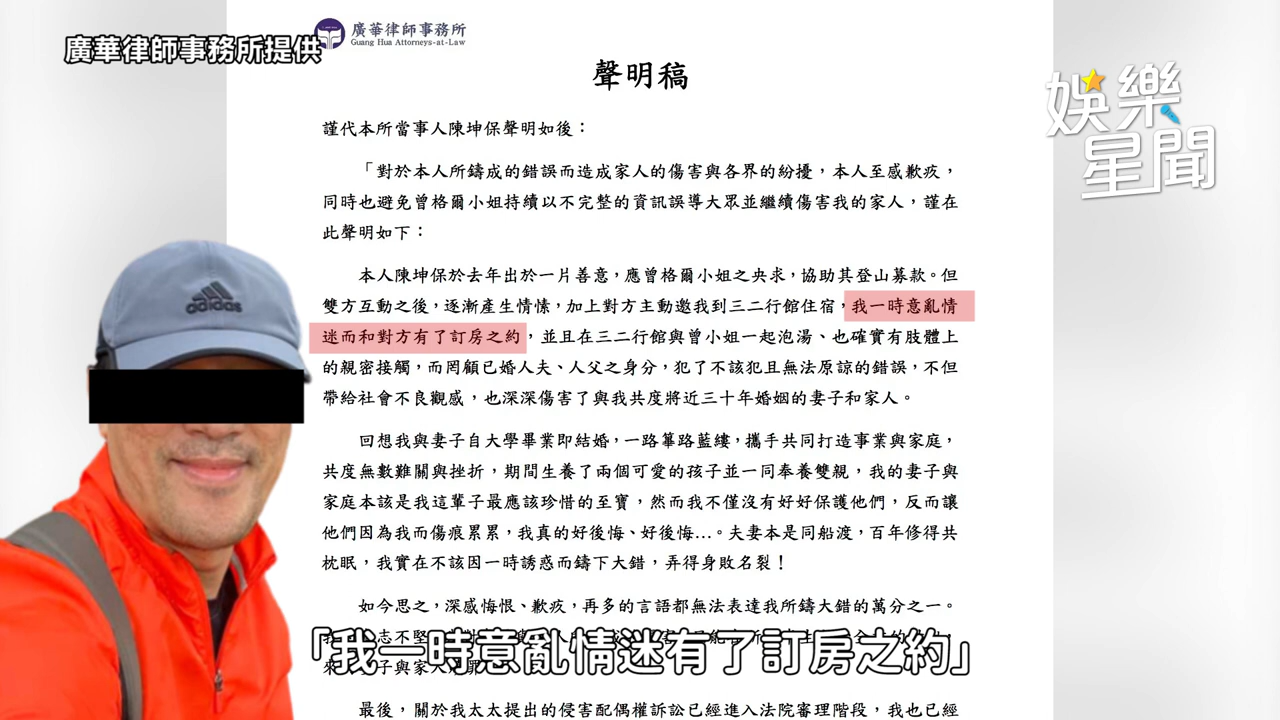 廣華律師事務所
Guang Hua Attorneys-at-Law
廣華律師事務所提供
娛樂星聞
聲明稿
謹代本所當事人陳坤保聲明如後：
「對於本人所鑄成的錯誤而造成家人的傷害與各界的紛擾，本人至感歉疚，
同時也避免曾格爾小姐持續以不完整的資訊誤導大眾並繼續傷害我的家人，謹在
此聲明如下：
本人陳坤保於去年出於一片善意，應曾格爾小姐之央求，協助其登山募款。但
雙方互動之後，逐漸產生情愫，加上對方主動邀我到三二行館住宿，我一時意亂情
迷而和對方有了訂房之約，並且在三二行館與曾小姐一起泡湯、也確實有肢體上
的親密接觸，而罔顧已婚人夫、人父之身分，犯了不該犯且無法原諒的錯誤，不但
帶給社會不良觀感，也深深傷害了與我共度將近三十年婚姻的妻子和家人。
回想我與妻子自大學畢業即結婚，一路篳路藍縷，攜手共同打造事業與家庭，
共度無數難關與挫折，期間生養了兩個可愛的孩子並一同奉養雙親，我的妻子與
家庭本該是我這輩子最應該珍惜的至寶，然而我不僅沒有好好保護他們，反而讓
他們因為我而傷痕累累，我真的好後悔、好後悔…。夫妻本是同船渡，百年修得共
枕眠，我實在不該因一時誘惑而鑄下大錯，弄得身敗名裂！
如今思之，深感悔恨、歉疚，再多的言語都無法表達我所鑄大錯的萬分之一。
「我一時意亂情迷有了訂房之約」
最後，關於我太太提出的侵害配偶權訴訟已經進入法院審理階段，我也已經
adidas